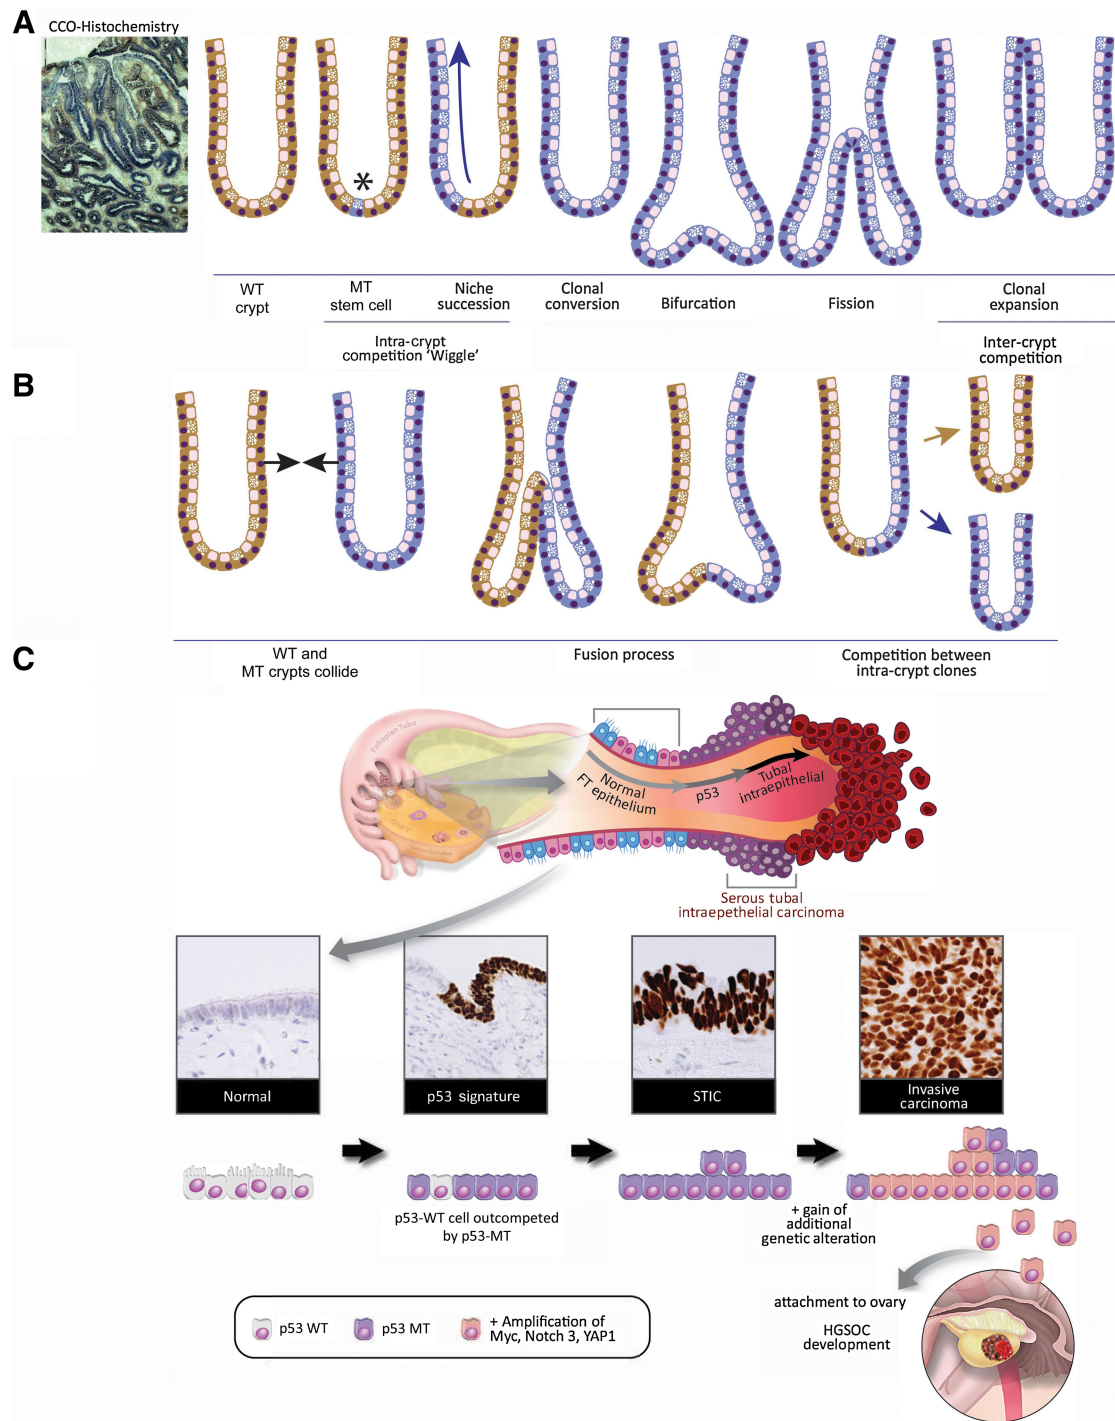 A
CCO-Histochemistry
*
WT
crypt
MT
stem cell
Niche
succession
Clonal
conversion
Bifurcation
Fission
Clonal
expansion
Intra-crypt
competition 'Wiggle'
Inter-crypt
competition
B
WT and
MT crypts collide
Fusion process
Competition between
intra-crypt clones
C
Fallopian Tube
Ovary
Normal
FT epithelium
p53
Tubal
intraepithelial
Serous tubal
intraepethelial carcinoma
Normal
p53 signature
STIC
Invasive
carcinoma
p53-WT cell outcompeted
by p53-MT
+ gain of
additional
genetic alteration
attachment to ovary
HGSOC
development
p53 WT
p53 MT
+ Amplification of
Myc, Notch 3, YAP1